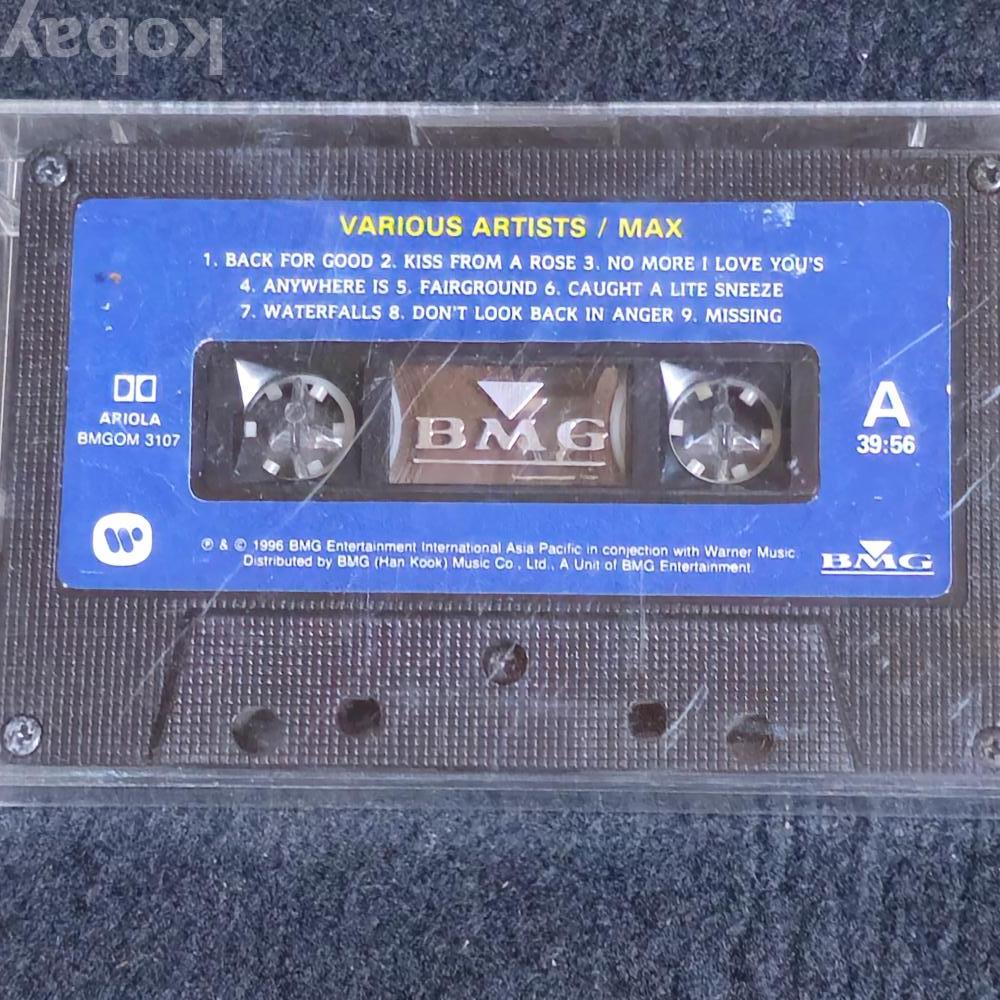 kobay
VARIOUS ARTISTS / MAX
1. BACK FOR GOOD 2. KISS FROM A ROSE 3. NO MORE I LOVE YOU'S
4. ANYWHERE IS 5. FAIRGROUND 6. CAUGHT A LITE SNEEZE
7. WATERFALLS 8. DON'T LOOK BACK IN ANGER 9. MISSING
ARIOLA
BMGOM 3107
BMG
A
39:56
℗ & © 1996 BMG Entertainment International Asia Pacific in conjection with Warner Music.
Distributed by BMG (Han Kook) Music Co., Ltd., A Unit of BMG Entertainment.
BMG